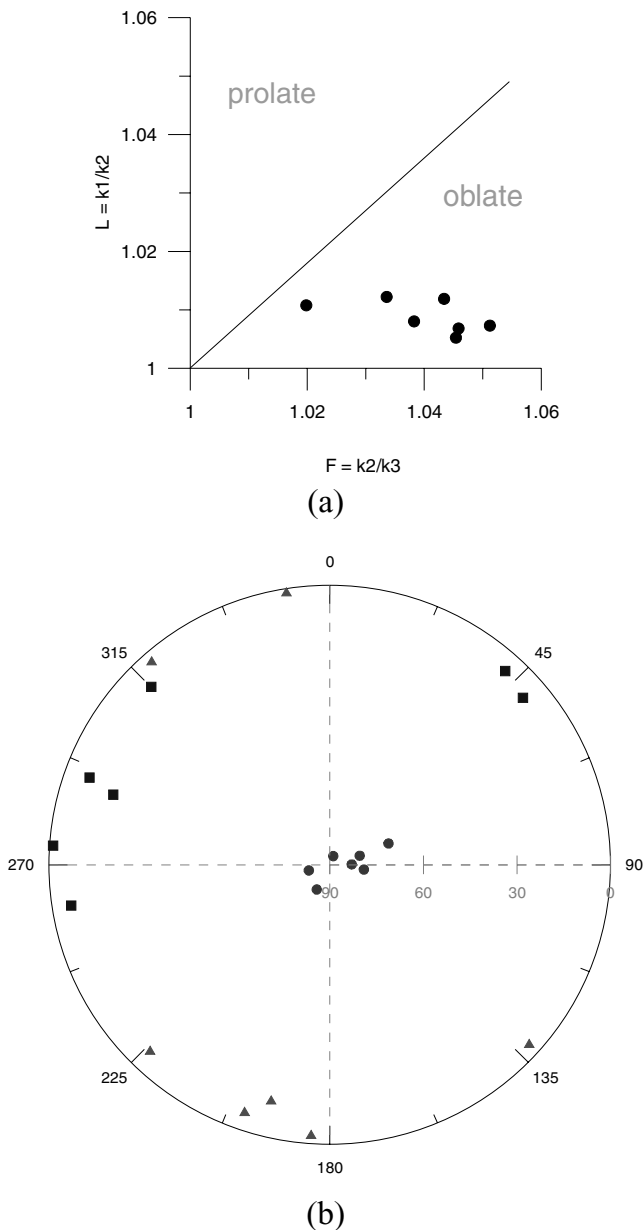 1.06
prolate
1.04
L = k1/k2
oblate
1.02
1
1 1.02 1.04 1.06
F = k2/k3
(a)
0
315 45
270 90
90 60 30 0
225 135
180
(b)